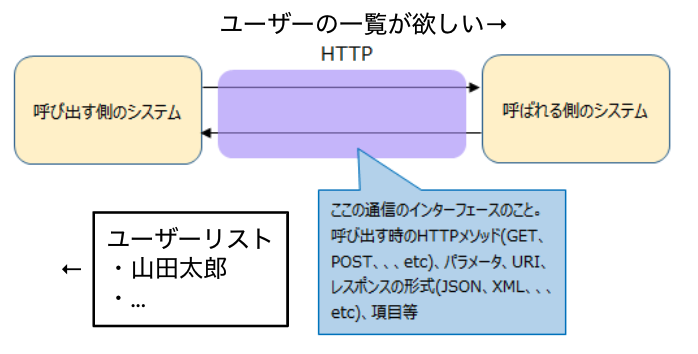 ユーザーの一覧が欲しい→
HTTP
呼び出す側のシステム
呼ばれる側のシステム
ここの通信のインターフェースのこと。
呼び出す時のHTTPメソッド(GET、
POST、、、etc)、パラメータ、URI、
レスポンスの形式(JSON、XML、、、
etc)、項目等
ユーザーリスト
← ・山田太郎
・...